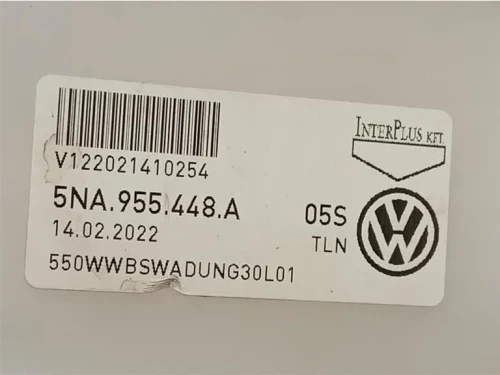 INTERPLUS KFT.
V122021410254
5NA.955.448.A
05S
14.02.2022
TLN
550WWBSWADUNG30L01